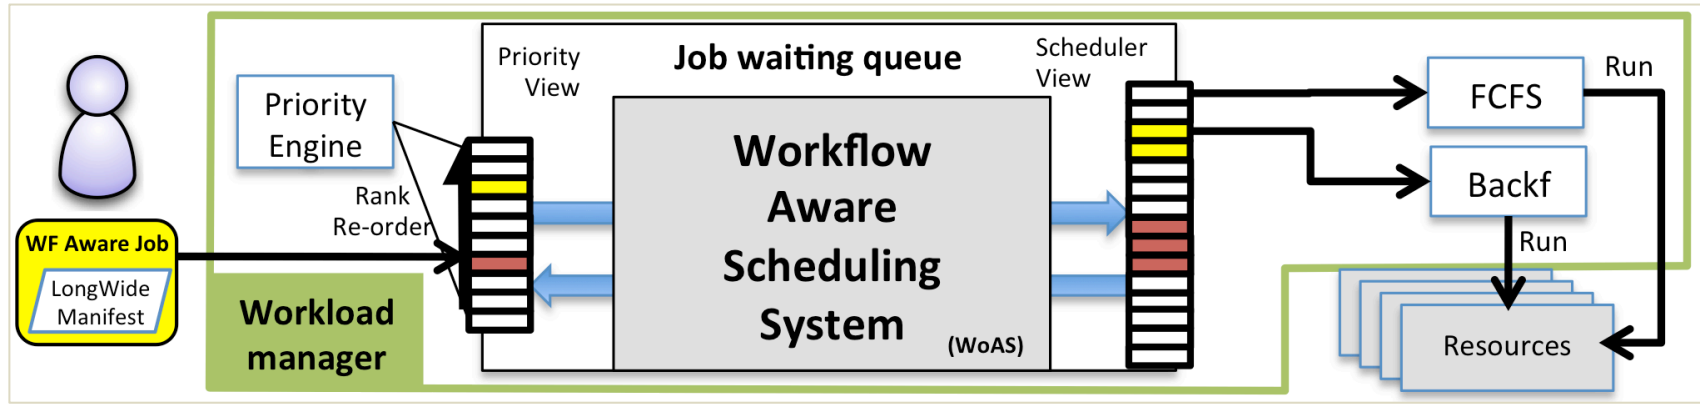 WF Aware Job
LongWide
Manifest
Workload
manager
Priority
Engine
Rank
Re-order
Priority
View
Job waiting queue
Scheduler
View
Workflow
Aware
Scheduling
System
(WoAS)
FCFS
Run
Backf
Run
Resources